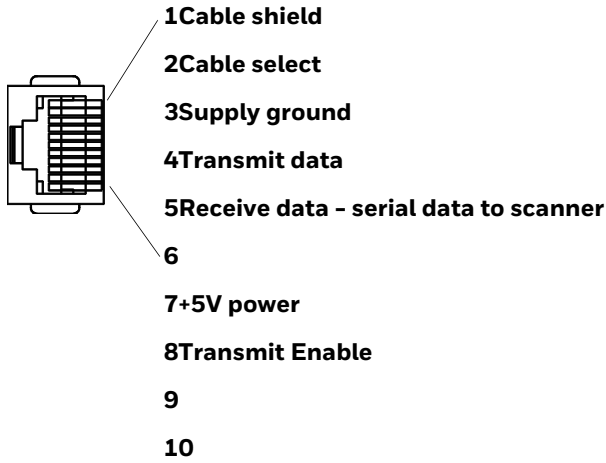 1Cable shield
2Cable select
3Supply ground
4Transmit data
5Receive data – serial data to scanner
6
7+5V power
8Transmit Enable
9
10